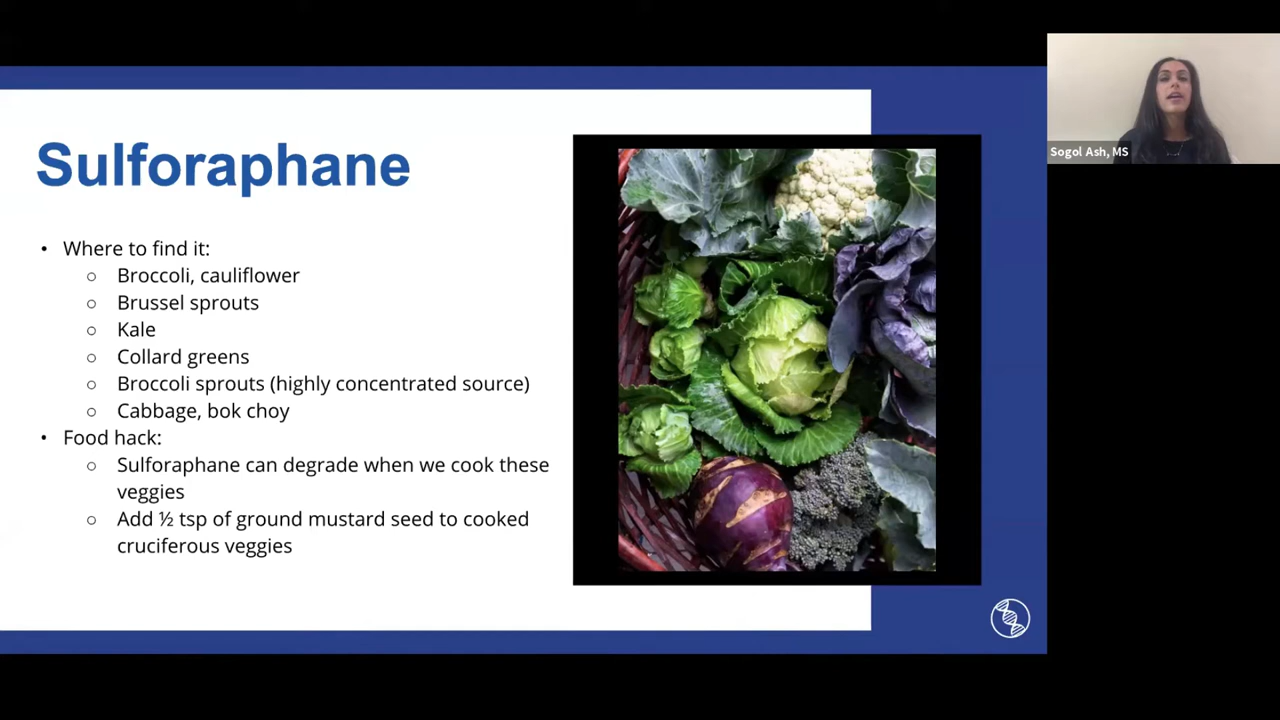 Sulforaphane
• Where to find it:
○ Broccoli, cauliflower
○ Brussel sprouts
○ Kale
○ Collard greens
○ Broccoli sprouts (highly concentrated source)
○ Cabbage, bok choy
• Food hack:
○ Sulforaphane can degrade when we cook these
veggies
○ Add ½ tsp of ground mustard seed to cooked
cruciferous veggies
Sogol Ash, MS